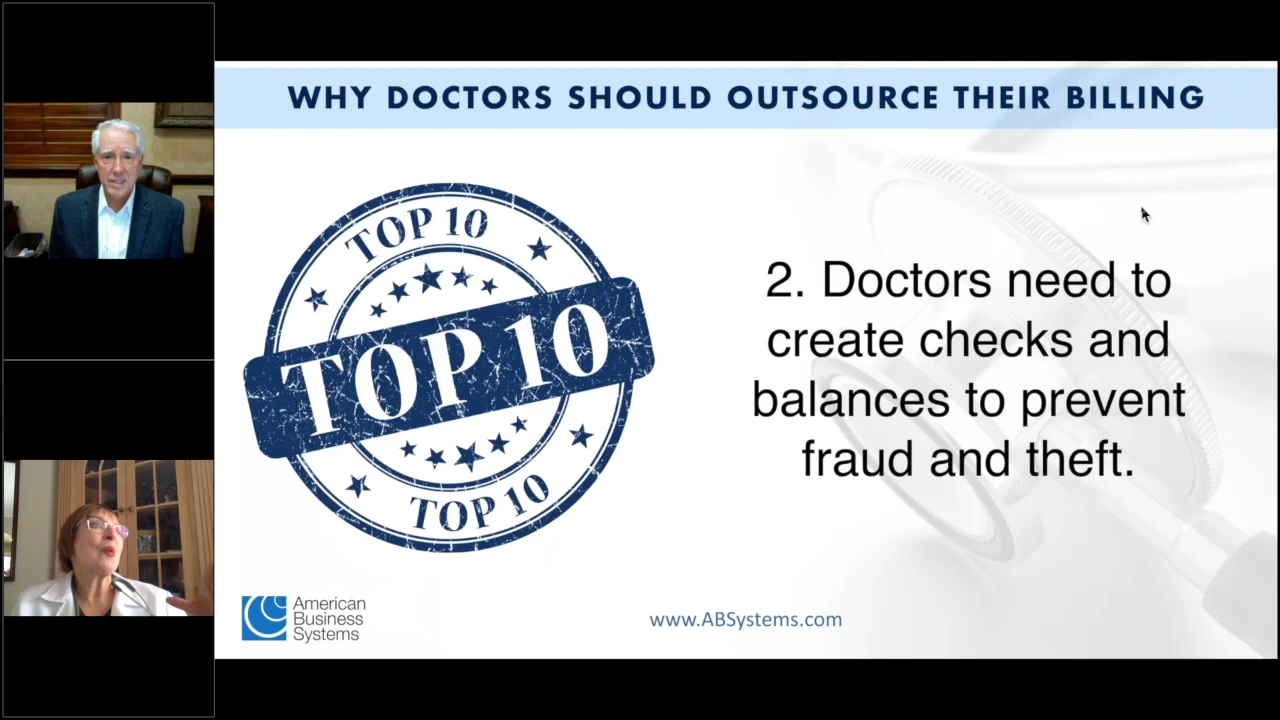 WHY DOCTORS SHOULD OUTSOURCE THEIR BILLING
TOP 10
TOP 10
TOP 10
2. Doctors need to
create checks and
balances to prevent
fraud and theft.
American
Business
Systems
www.ABSystems.com